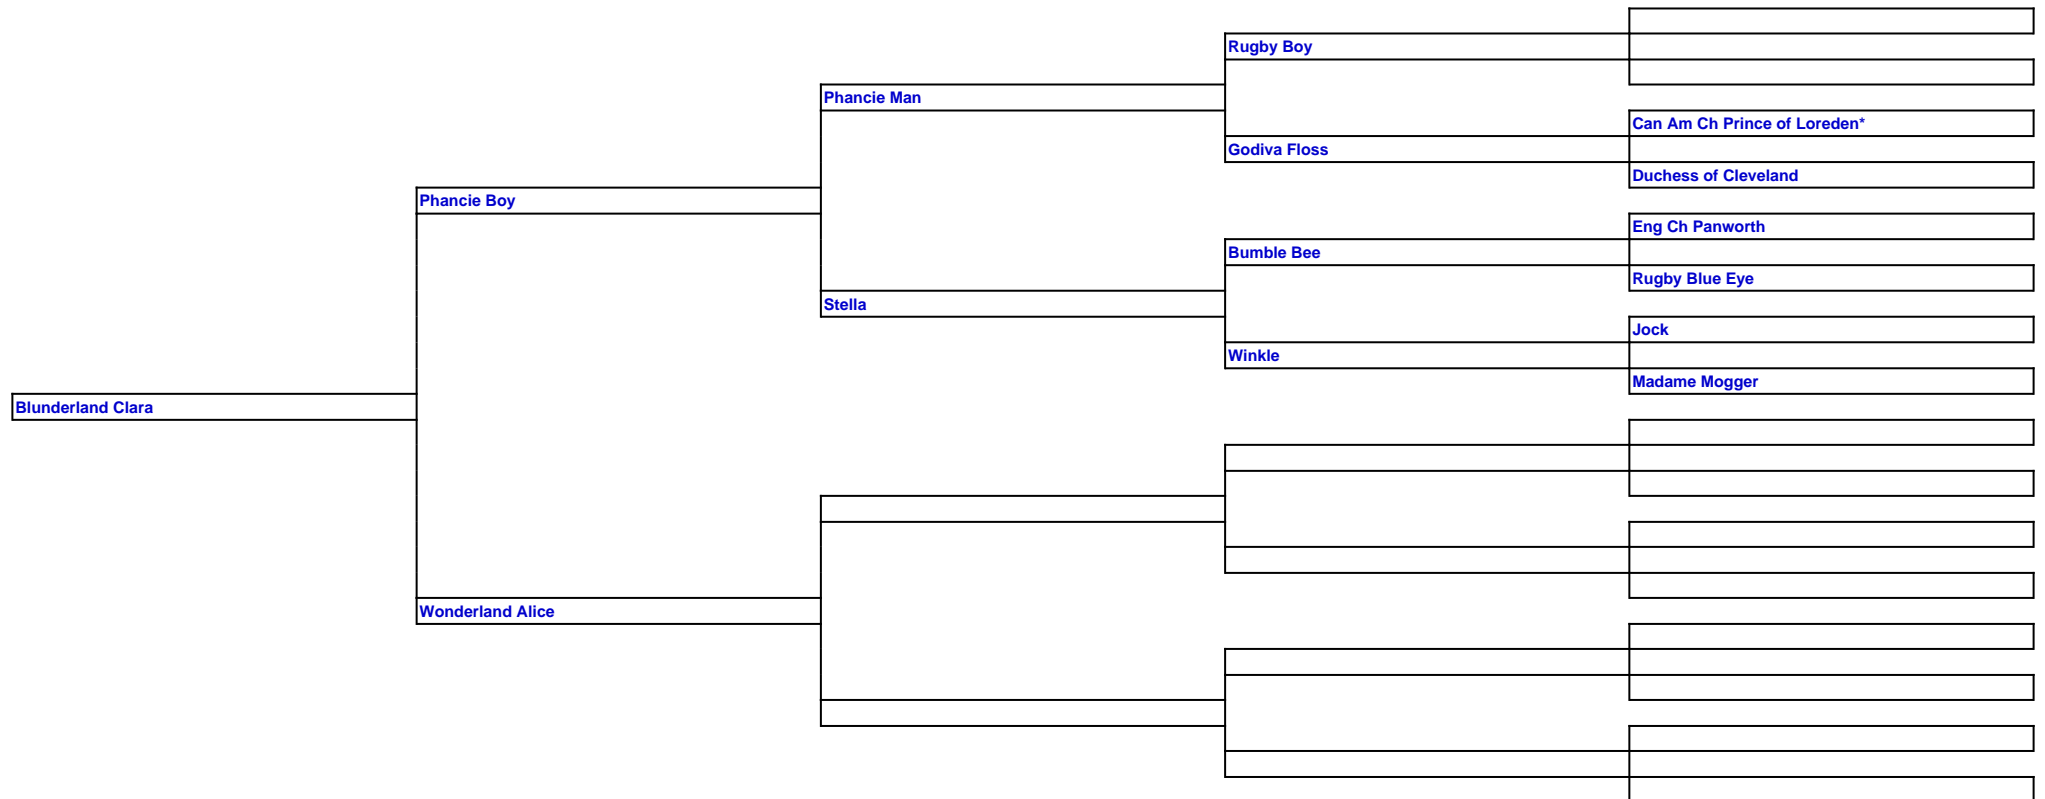 Rugby Boy
Phancie Man
Can Am Ch Prince of Loreden*
Godiva Floss
Duchess of Cleveland
Phancie Boy
Eng Ch Panworth
Bumble Bee
Rugby Blue Eye
Stella
Jock
Winkle
Madame Mogger
Blunderland Clara
Wonderland Alice